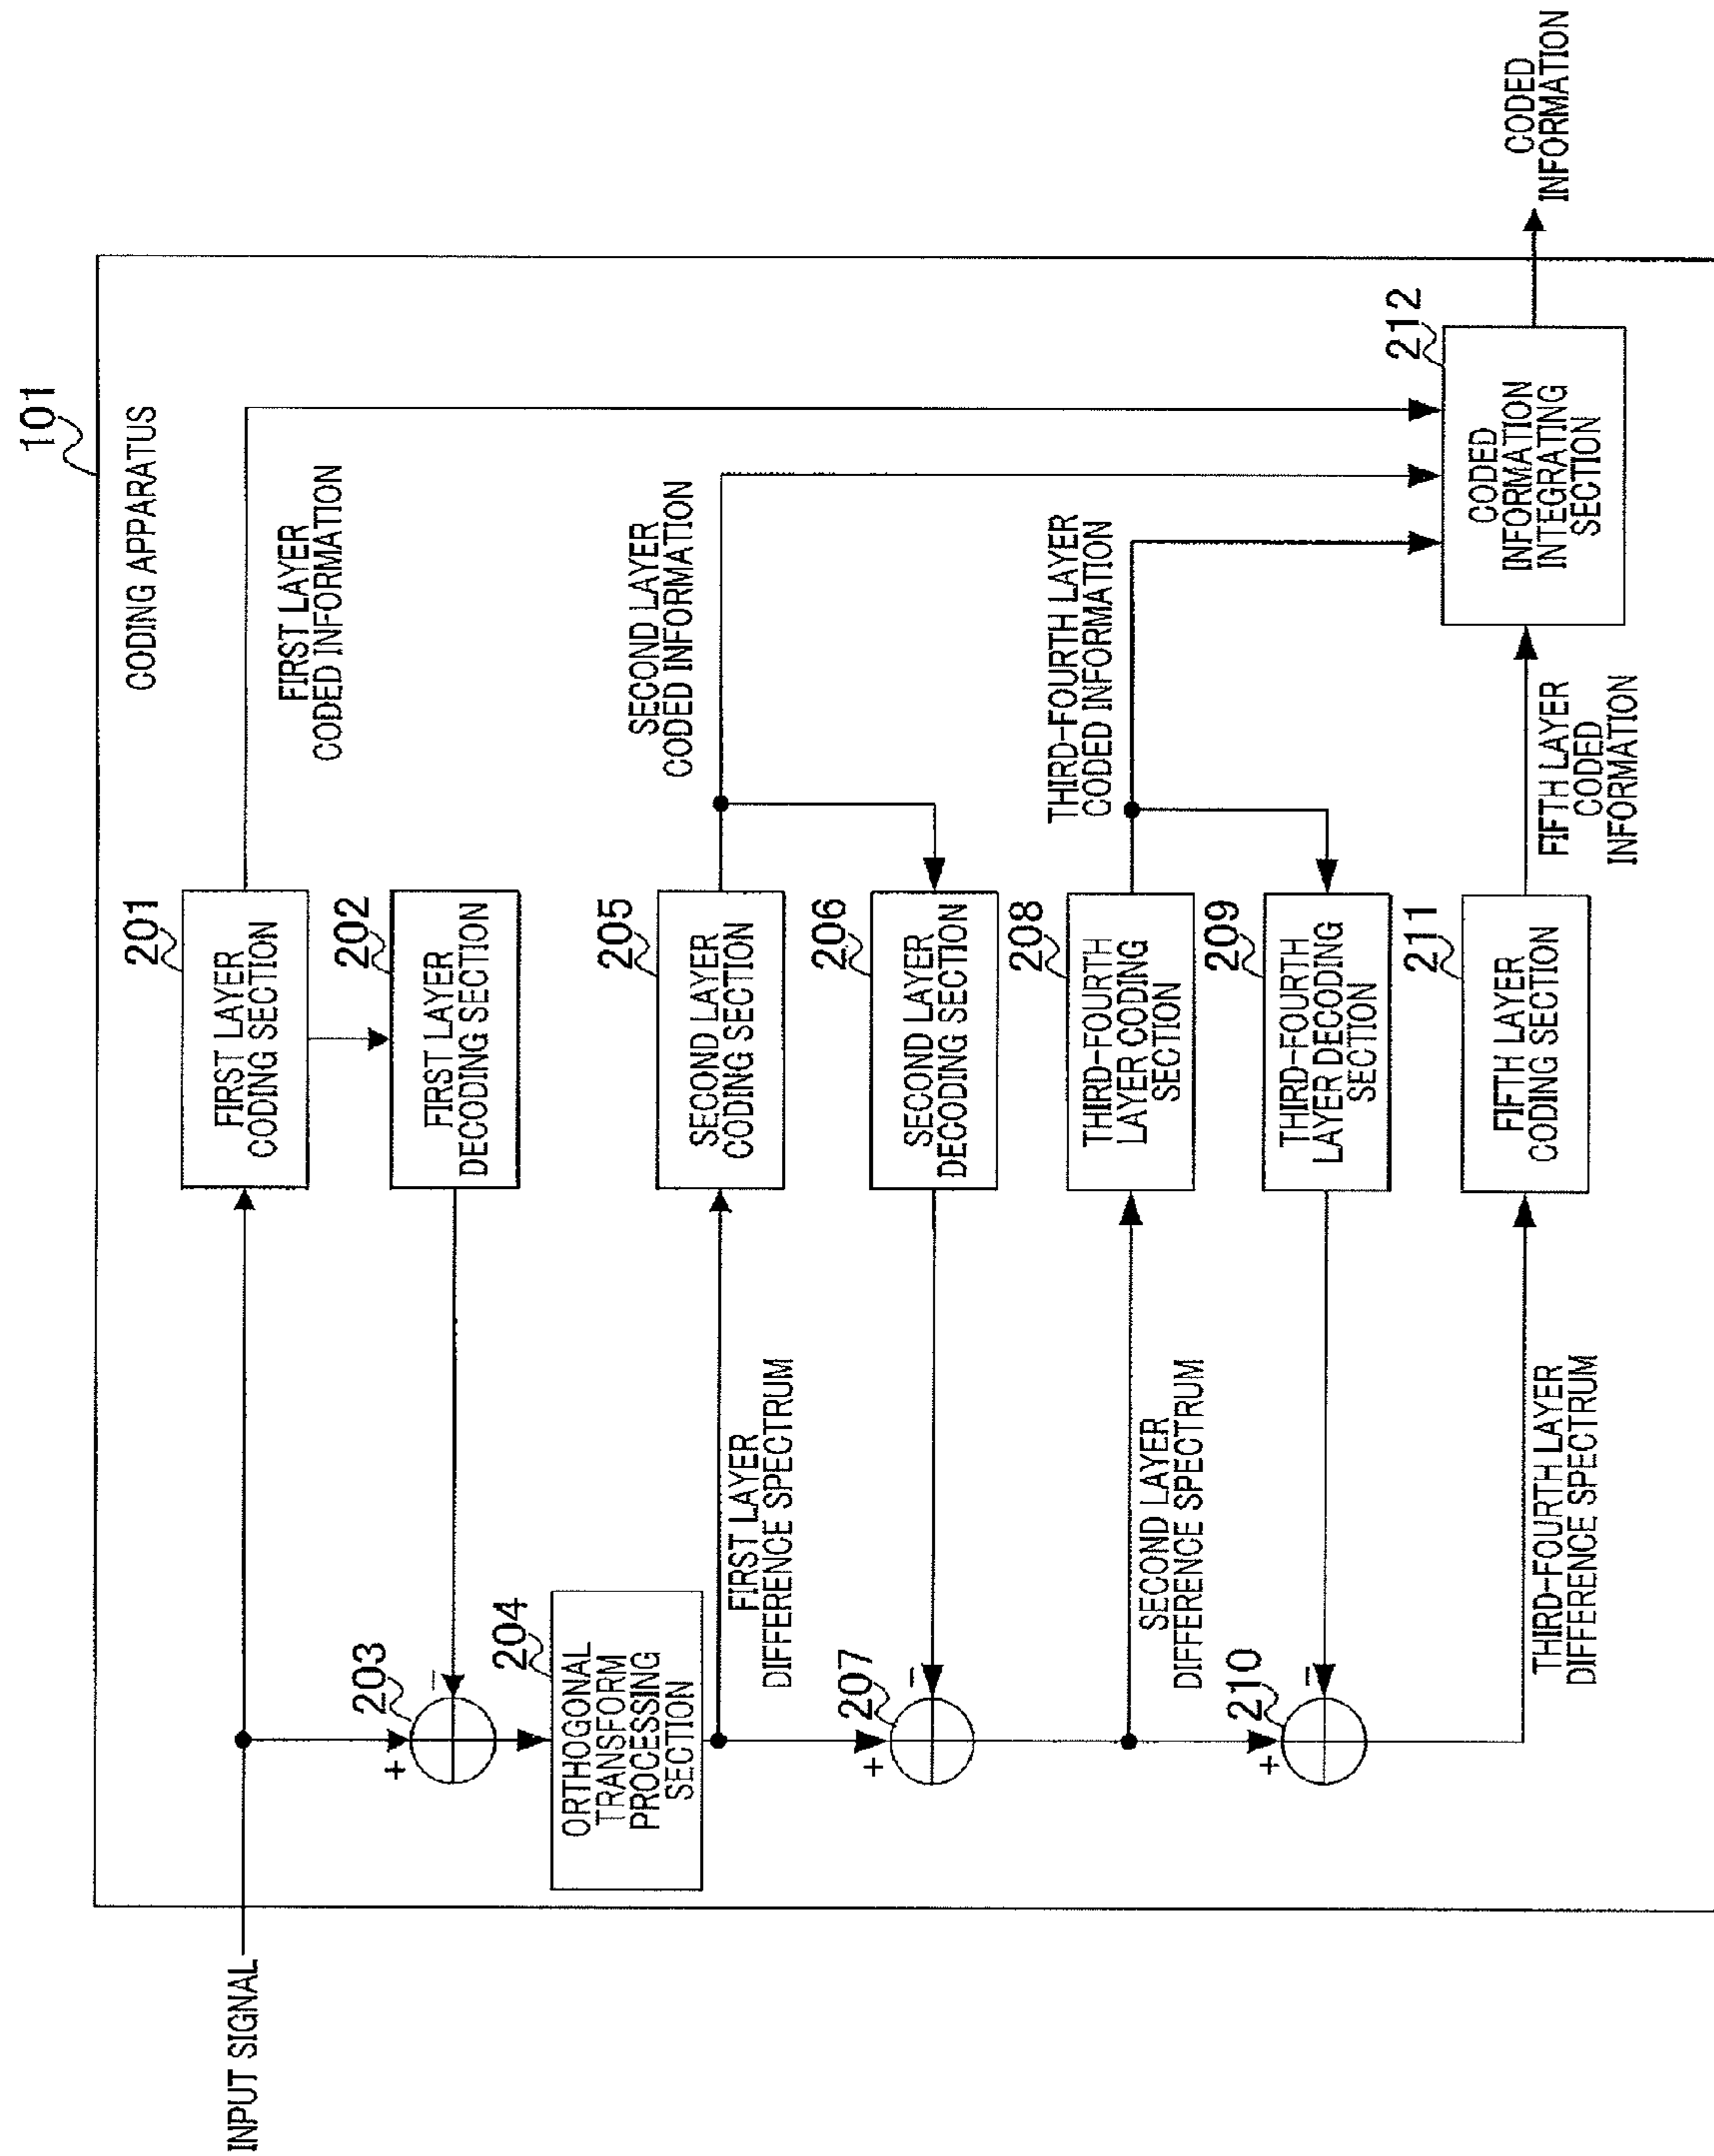 101
CODING APPARATUS
INPUT SIGNAL
201
FIRST LAYER
CODING SECTION
FIRST LAYER
CODED INFORMATION
202
FIRST LAYER
DECODING SECTION
203
+
−
204
ORTHOGONAL
TRANSFORM
PROCESSING
SECTION
FIRST LAYER
DIFFERENCE SPECTRUM
205
SECOND LAYER
CODING SECTION
SECOND LAYER
CODED INFORMATION
206
SECOND LAYER
DECODING SECTION
207
+
−
SECOND LAYER
DIFFERENCE SPECTRUM
208
THIRD-FOURTH
LAYER CODING
SECTION
THIRD-FOURTH LAYER
CODED INFORMATION
209
THIRD-FOURTH
LAYER DECODING
SECTION
210
+
−
THIRD-FOURTH LAYER
DIFFERENCE SPECTRUM
211
FIFTH LAYER
CODING SECTION
FIFTH LAYER
CODED
INFORMATION
212
CODED
INFORMATION
INTEGRATING
SECTION
CODED
INFORMATION